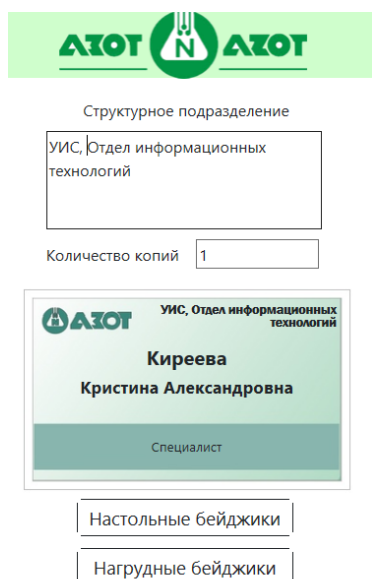 АЗОТ N АЗОТ
Структурное подразделение
УИС, Отдел информационных
технологий
Количество копий 1
АЗОТ
УИС, Отдел информационных
технологий
Киреева
Кристина Александровна
Специалист
Настольные бейджики
Нагрудные бейджики